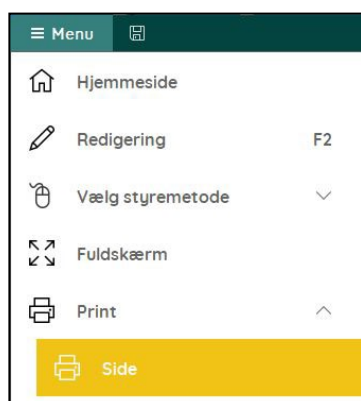 Menu
Hjemmeside
Redigering F2
Vælg styremetode
Fuldskærm
Print
Side